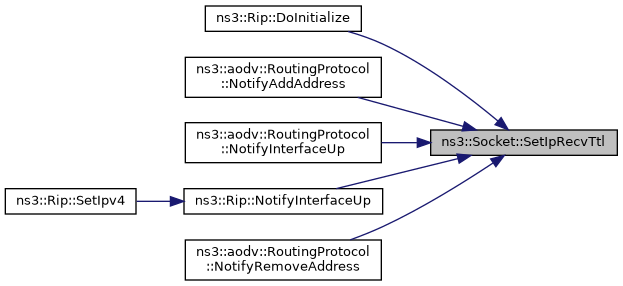 ns3::Rip::DoInitialize
ns3::aodv::RoutingProtocol
::NotifyAddAddress
ns3::aodv::RoutingProtocol
::NotifyInterfaceUp
ns3::Socket::SetIpRecvTtl
ns3::Rip::SetIpv4
ns3::Rip::NotifyInterfaceUp
ns3::aodv::RoutingProtocol
::NotifyRemoveAddress